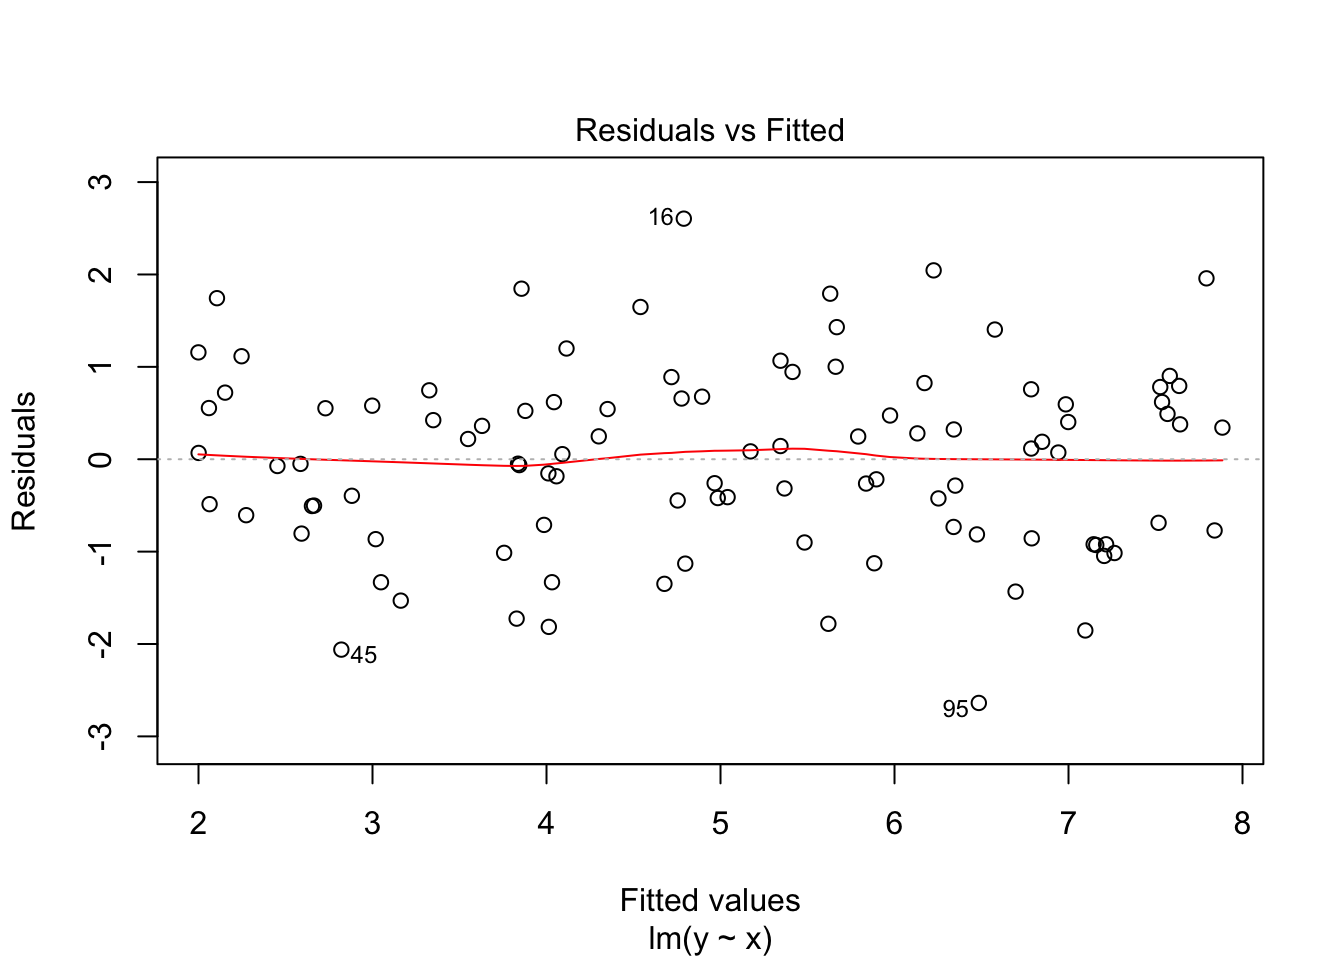 Residuals vs Fitted
3
2
1
0
-1
-2
-3
Residuals
16
45
95
2 3 4 5 6 7 8
Fitted values
lm(y ~ x)